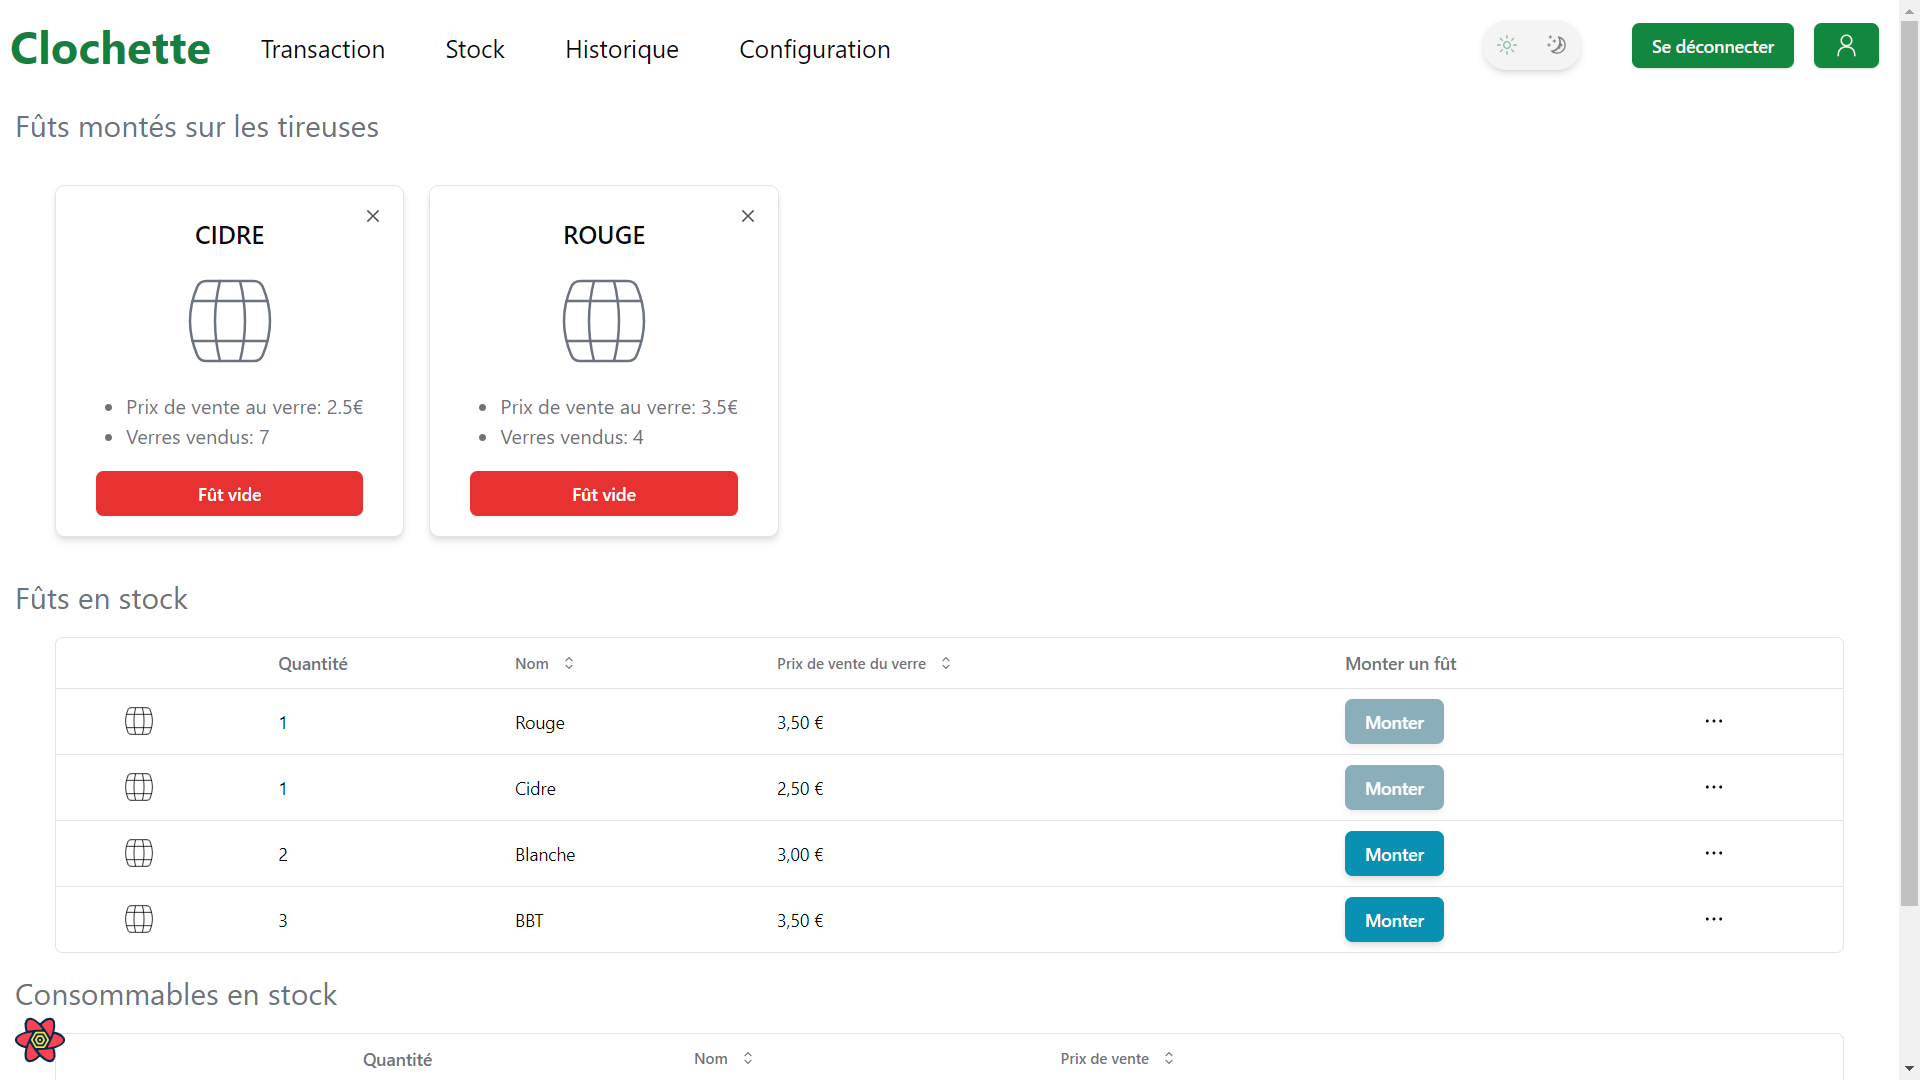 Clochette Transaction Stock Historique Configuration Se déconnecter
Fûts montés sur les tireuses
CIDRE
Prix de vente au verre: 2.5€
Verres vendus: 7
Fût vide
ROUGE
Prix de vente au verre: 3.5€
Verres vendus: 4
Fût vide
Fûts en stock
Quantité Nom Prix de vente du verre Monter un fût
1 Rouge 3,50 € Monter ...
1 Cidre 2,50 € Monter ...
2 Blanche 3,00 € Monter ...
3 BBT 3,50 € Monter ...
Consommables en stock
Quantité Nom Prix de vente